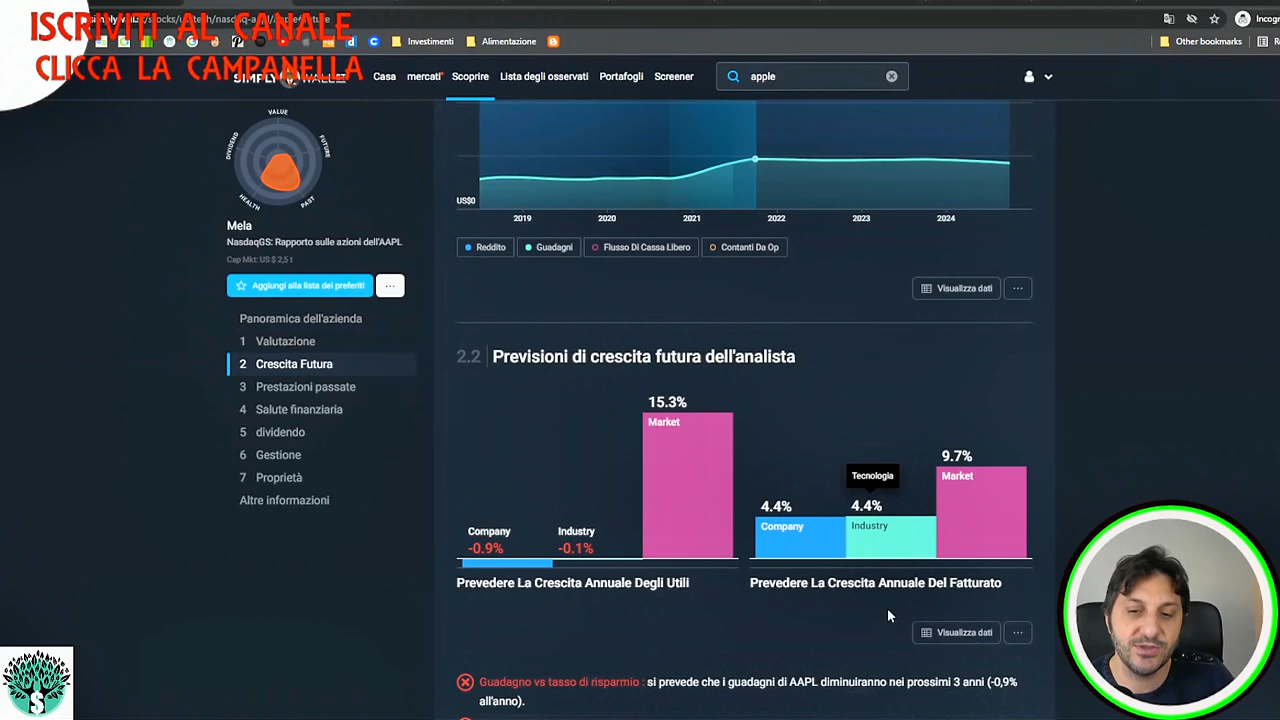 ISCRIVITI AL CANALE
CLICCA LA CAMPANELLA
Investimenti
Alimentazione
Other bookmarks
Casa
mercati
Scoprire
Lista degli osservati
Portafogli
Screener
apple
VALUE
FUTURE
PAST
HEALTH
DIVIDEND
Mela
NasdaqGS: Rapporto sulle azioni dell'AAPL
Cap Mkt: US $ 2,5 t
Aggiungi alla lista dei preferiti
...
Panoramica dell'azienda
1 Valutazione
2 Crescita Futura
3 Prestazioni passate
4 Salute finanziaria
5 dividendo
6 Gestione
7 Proprietà
Altre informazioni
US$0
2019 2020 2021 2022 2023 2024
Reddito
Guadagni
Flusso Di Cassa Libero
Contanti Da Op
Visualizza dati
...
2.2 Previsioni di crescita futura dell'analista
15.3%
Market
Company
-0.9%
Industry
-0.1%
Prevedere La Crescita Annuale Degli Utili
9.7%
Market
Tecnologia
4.4%
Company
4.4%
Industry
Prevedere La Crescita Annuale Del Fatturato
Visualizza dati
...
Guadagno vs tasso di risparmio : si prevede che i guadagni di AAPL diminuiranno nei prossimi 3 anni (-0,9%
all'anno).